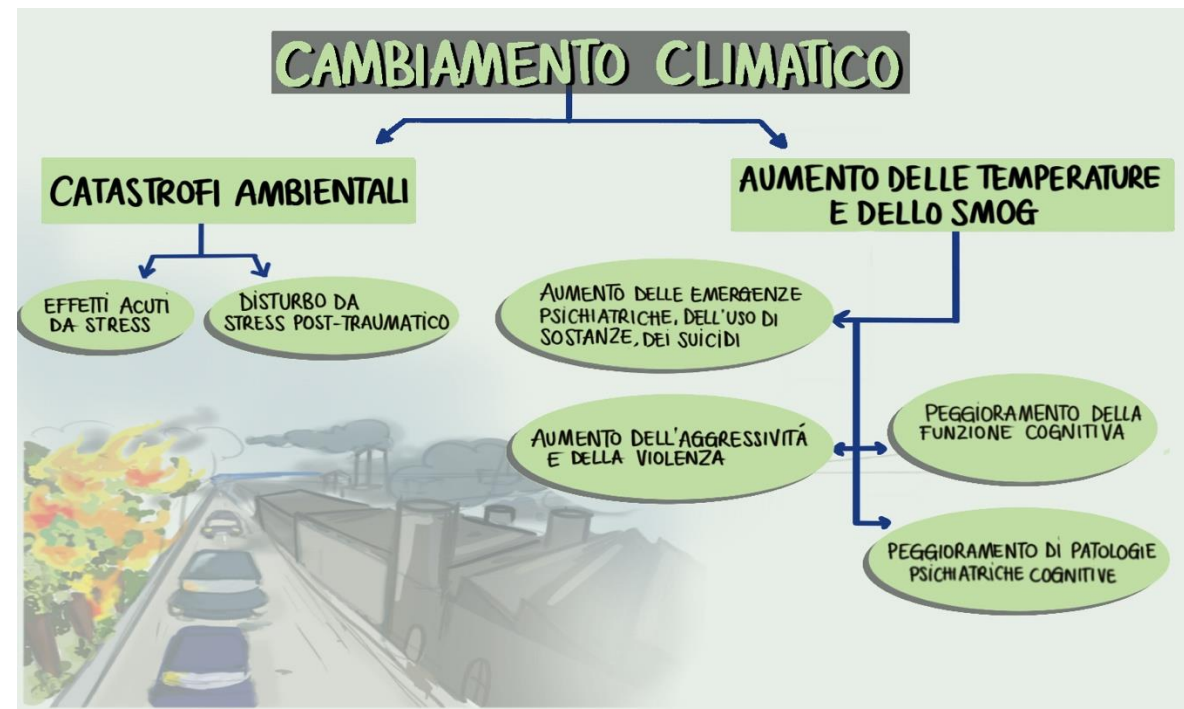 CAMBIAMENTO CLIMATICO
CATASTROFI AMBIENTALI
EFFETTI ACUTI
DA STRESS
DISTURBO DA
STRESS POST-TRAUMATICO
AUMENTO DELLE TEMPERATURE
E DELLO SMOG
AUMENTO DELLE EMERGENZE
PSICHIATRICHE, DELL'USO DI
SOSTANZE, DEI SUICIDI
AUMENTO DELL'AGGRESSIVITÁ
E DELLA VIOLENZA
PEGGIORAMENTO DELLA
FUNZIONE COGNITIVA
PEGGIORAMENTO DI PATOLOGIE
PSICHIATRICHE COGNITIVE